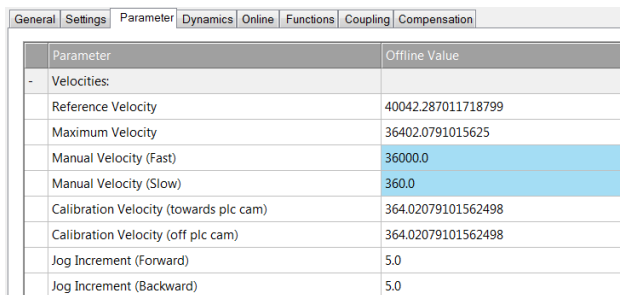 General Settings Parameter Dynamics Online Functions Coupling Compensation
Parameter Offline Value
- Velocities:
Reference Velocity 40042.287011718799
Maximum Velocity 36402.0791015625
Manual Velocity (Fast) 36000.0
Manual Velocity (Slow) 360.0
Calibration Velocity (towards plc cam) 364.02079101562498
Calibration Velocity (off plc cam) 364.02079101562498
Jog Increment (Forward) 5.0
Jog Increment (Backward) 5.0